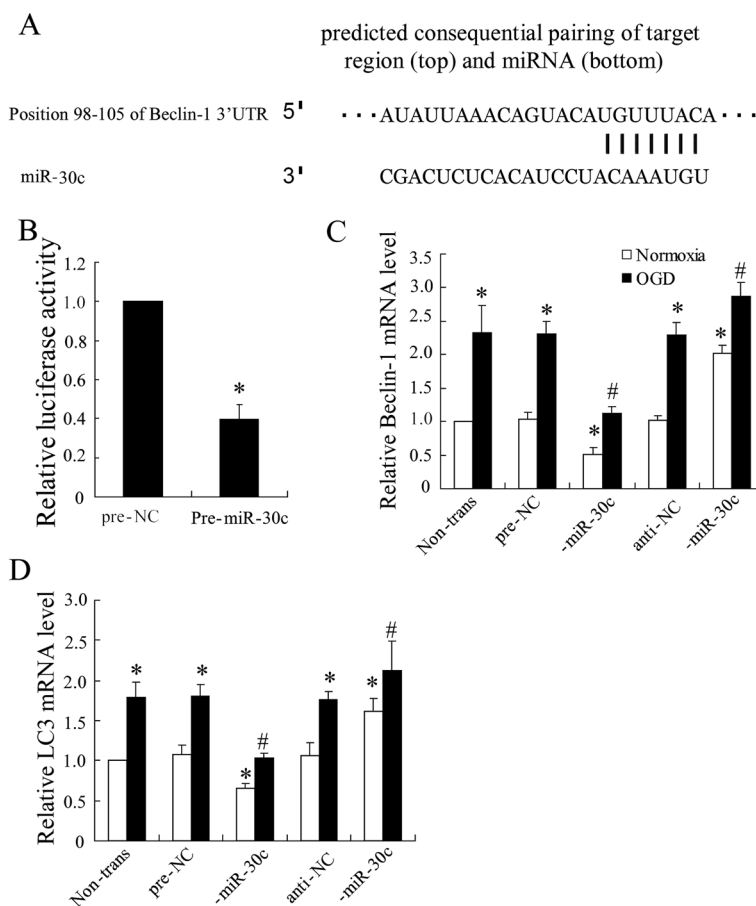 A
predicted consequential pairing of target
region (top) and miRNA (bottom)
Position 98-105 of Beclin-1 3'UTR 5' ···AUAUUAAACAGUACAUGUUUACA···
miR-30c 3' CGACUCUCACAUCCUACAAAUGU
B
Relative luciferase activity
1.2
1.0
0.8
0.6
0.4
0.2
0
*
pre-NC Pre-miR-30c
C
Relative Beclin-1 mRNA level
Normoxia
OGD
3.5
3.0
2.5
2.0
1.5
1.0
0.5
0.0
* * * # * * #
Non-trans pre-NC -miR-30c anti-NC -miR-30c
D
Relative LC3 mRNA level
3.0
2.5
2.0
1.5
1.0
0.5
0
* * * # * * #
Non-trans pre-NC -miR-30c anti-NC -miR-30c